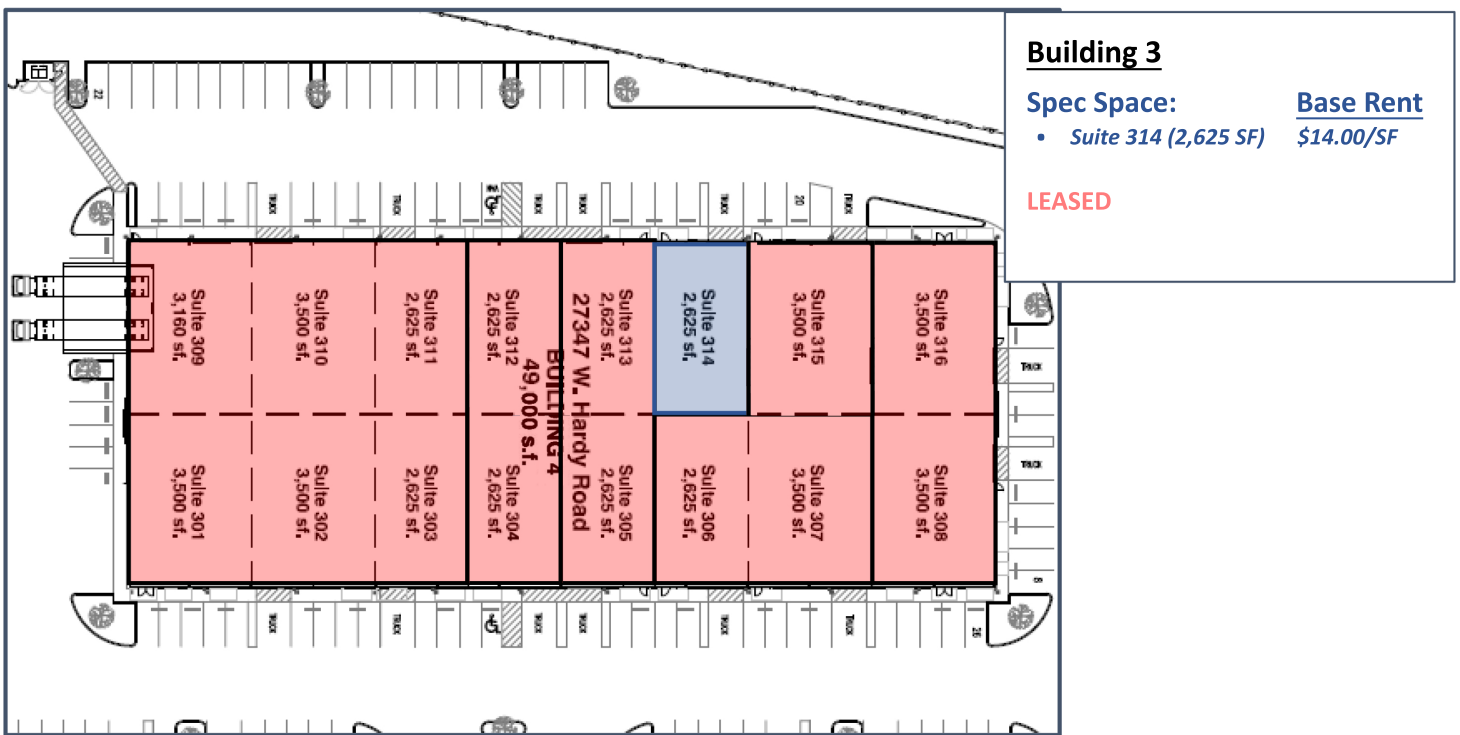 Building 3
Spec Space:
Base Rent
• Suite 314 (2,625 SF)
$14.00/SF
LEASED
22
TRUCK
TRUCK
TRUCK
TRUCK
TRUCK
20
TRUCK
Suite 309
3,160 sf.
Suite 310
3,500 sf.
Suite 311
2,625 sf.
Suite 312
2,625 sf.
Suite 313
2,625 sf.
Suite 314
2,625 sf.
Suite 315
3,500 sf.
Suite 316
3,500 sf.
27347 W. Hardy Road
BUILDING 4
49,000 s.f.
TRUCK
TRUCK
Suite 301
3,500 sf.
Suite 302
3,500 sf.
Suite 303
2,625 sf.
Suite 304
2,625 sf.
Suite 305
2,625 sf.
Suite 306
2,625 sf.
Suite 307
3,500 sf.
Suite 308
3,500 sf.
TRUCK
TRUCK
TRUCK
TRUCK
TRUCK
TRUCK
26